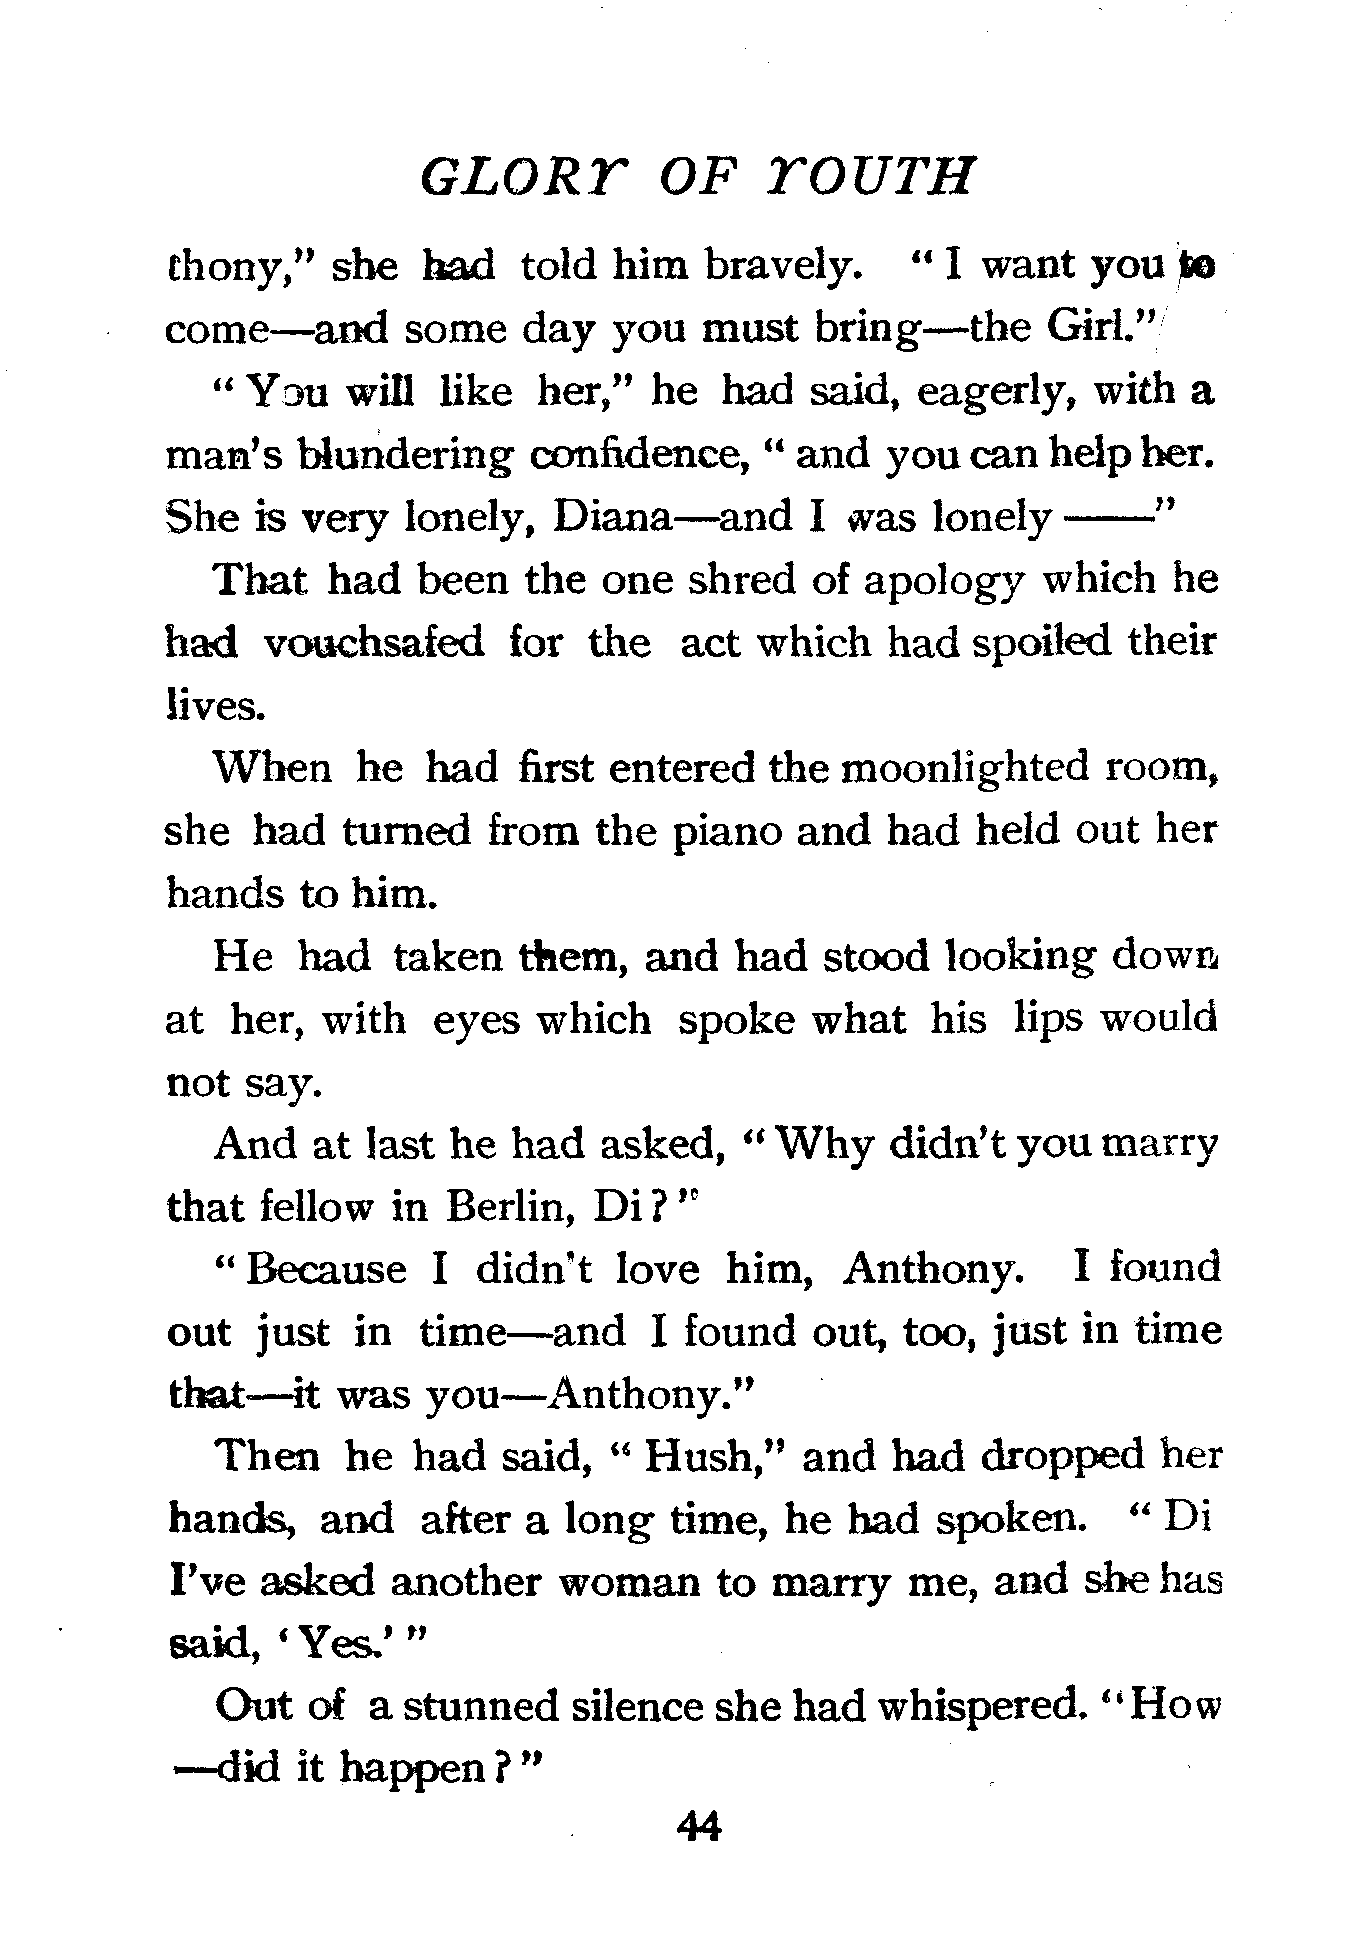 GLORY OF YOUTH
thony," she had told him bravely. "I want you to
come—and some day you must bring—the Girl."
"You will like her," he had said, eagerly, with a
man's blundering confidence, "and you can help her.
She is very lonely, Diana—and I was lonely ——"
That had been the one shred of apology which he
had vouchsafed for the act which had spoiled their
lives.
When he had first entered the moonlighted room,
she had turned from the piano and had held out her
hands to him.
He had taken them, and had stood looking down
at her, with eyes which spoke what his lips would
not say.
And at last he had asked, "Why didn't you marry
that fellow in Berlin, Di?"
"Because I didn't love him, Anthony. I found
out just in time—and I found out, too, just in time
that—it was you—Anthony."
Then he had said, "Hush," and had dropped her
hands, and after a long time, he had spoken. "Di
I've asked another woman to marry me, and she has
said, 'Yes.'"
Out of a stunned silence she had whispered. "How
—did it happen?"
44